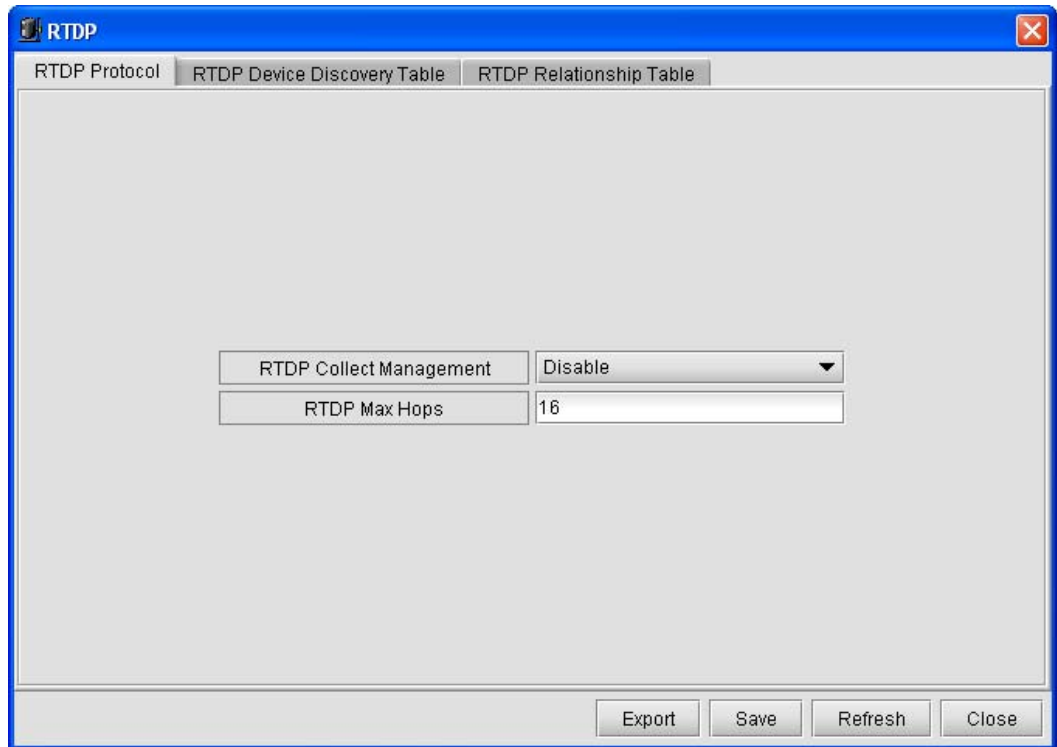 RTDP
RTDP Protocol RTDP Device Discovery Table RTDP Relationship Table
RTDP Collect Management Disable
RTDP Max Hops 16
Export Save Refresh Close